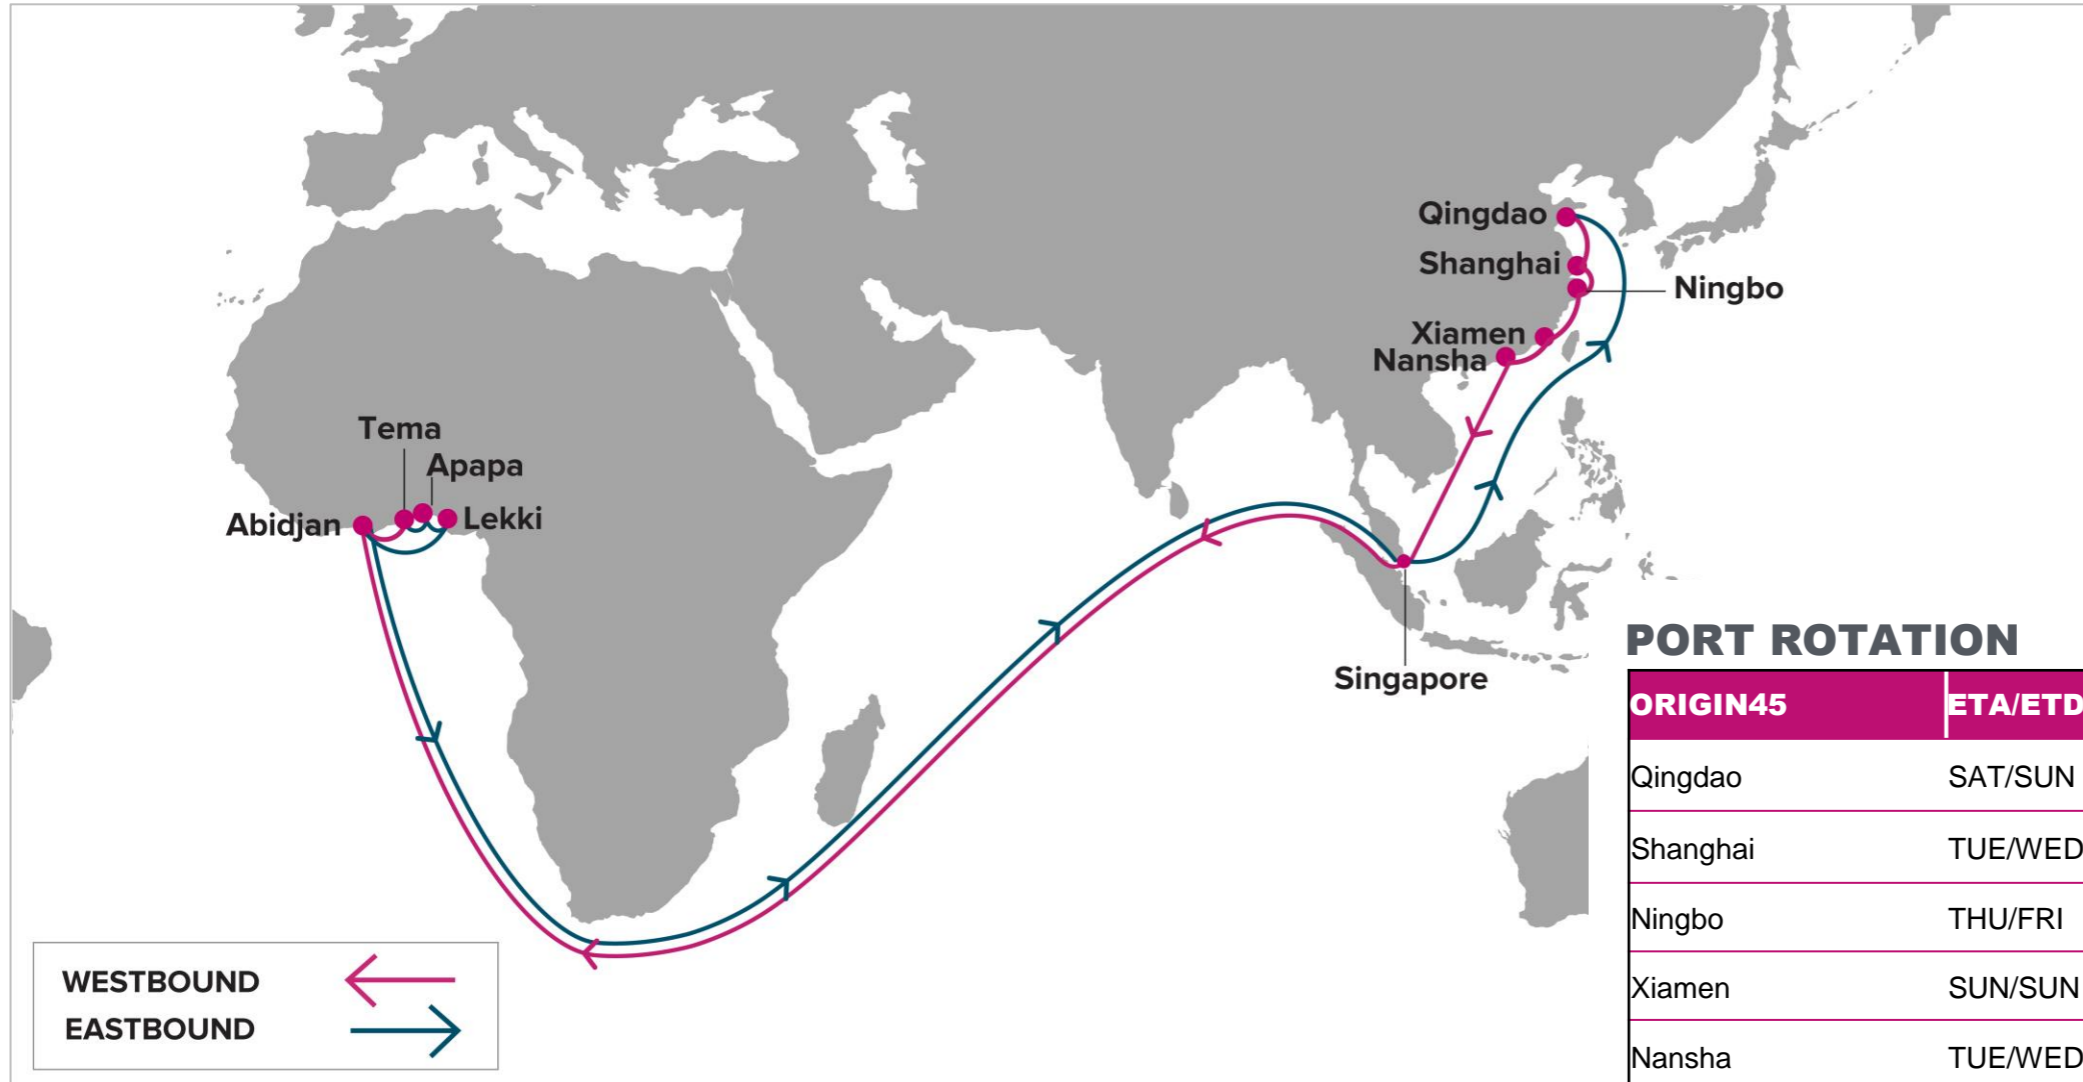 Qingdao
Shanghai
Ningbo
Xiamen
Nansha
Tema
Apapa
Abidjan
Lekki
Singapore
WESTBOUND
EASTBOUND
PORT ROTATION
ORIGIN45 ETA/ETD
Qingdao SAT/SUN
Shanghai TUE/WED
Ningbo THU/FRI
Xiamen SUN/SUN
Nansha TUE/WED